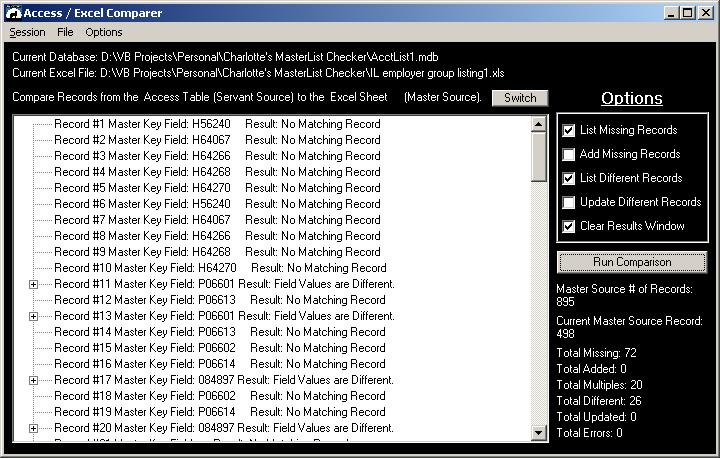 Access / Excel Comparer
Session File Options
Current Database: D:\VB Projects\Personal\Charlotte's MasterList Checker\AcctList1.mdb
Current Excel File: D:\VB Projects\Personal\Charlotte's MasterList Checker\IL employer group listing1.xls
Compare Records from the Access Table (Servant Source) to the Excel Sheet (Master Source). Switch
Record #1 Master Key Field: H56240 Result: No Matching Record
Record #2 Master Key Field: H64067 Result: No Matching Record
Record #3 Master Key Field: H64266 Result: No Matching Record
Record #4 Master Key Field: H64268 Result: No Matching Record
Record #5 Master Key Field: H64270 Result: No Matching Record
Record #6 Master Key Field: H56240 Result: No Matching Record
Record #7 Master Key Field: H64067 Result: No Matching Record
Record #8 Master Key Field: H64266 Result: No Matching Record
Record #9 Master Key Field: H64268 Result: No Matching Record
Record #10 Master Key Field: H64270 Result: No Matching Record
Record #11 Master Key Field: P06601 Result: Field Values are Different.
Record #12 Master Key Field: P06613 Result: No Matching Record
Record #13 Master Key Field: P06601 Result: Field Values are Different.
Record #14 Master Key Field: P06613 Result: No Matching Record
Record #15 Master Key Field: P06602 Result: No Matching Record
Record #16 Master Key Field: P06614 Result: No Matching Record
Record #17 Master Key Field: 084897 Result: Field Values are Different.
Record #18 Master Key Field: P06602 Result: No Matching Record
Record #19 Master Key Field: P06614 Result: No Matching Record
Record #20 Master Key Field: 084897 Result: Field Values are Different.
Options
List Missing Records
Add Missing Records
List Different Records
Update Different Records
Clear Results Window
Run Comparison
Master Source # of Records:
895
Current Master Source Record:
498
Total Missing: 72
Total Added: 0
Total Multiples: 20
Total Different: 26
Total Updated: 0
Total Errors: 0